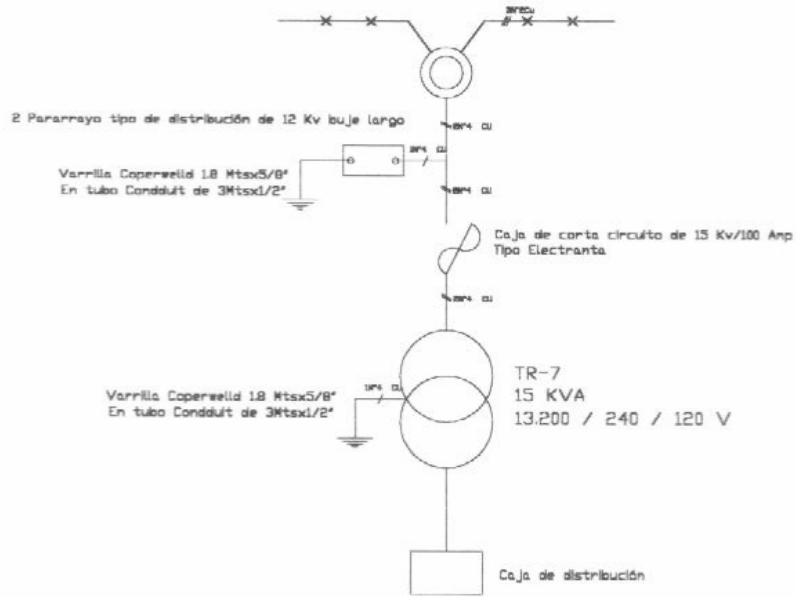 2 Pararrayo tipo de distribución de 12 Kv buje largo
Varrilla Coperweld 1.8 Mtsx5/8"
En tubo Condduit de 3Mtsx1/2"
Caja de corta circuito de 15 Kv/100 Amp
Tipo Electranta
Varrilla Coperwelld 1.8 Mtsx5/8"
En tubo Condduit de 3Mtsx1/2"
TR-7
15 KVA
13.200 / 240 / 120 V
Caja de distribución